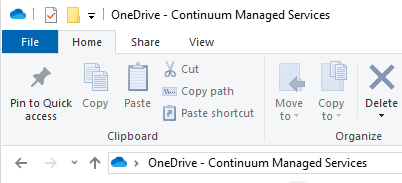 OneDrive - Continuum Managed Services
File Home Share View
Pin to Quick access
Copy
Paste
Cut
Copy path
Paste shortcut
Move to
Copy to
Delete
Clipboard
Organize
OneDrive - Continuum Managed Services